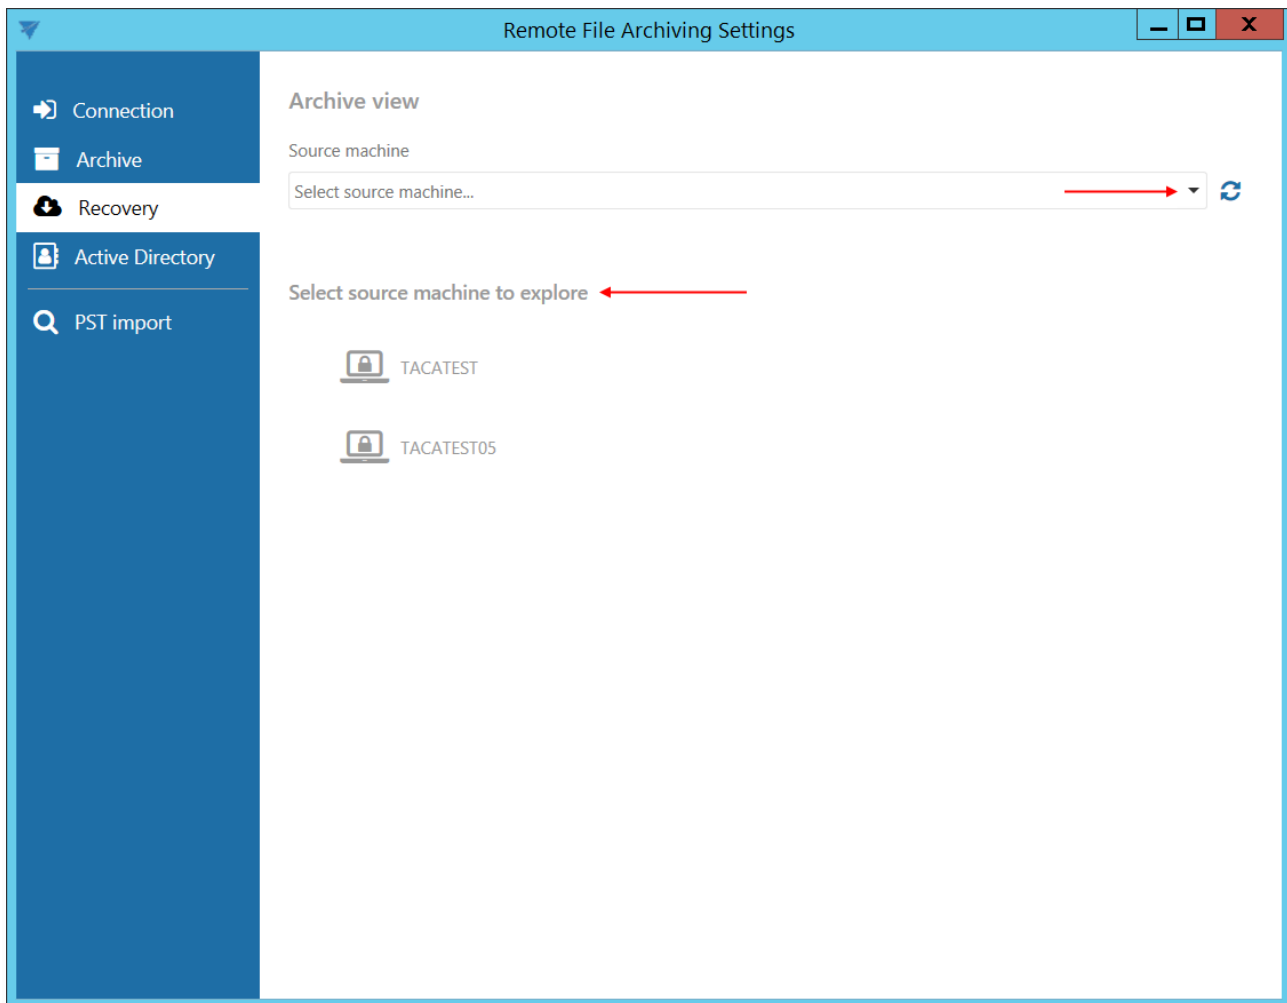 Remote File Archiving Settings
Connection
Archive
Recovery
Active Directory
PST import
Archive view
Source machine
Select source machine...
Select source machine to explore
TACATEST
TACATEST05